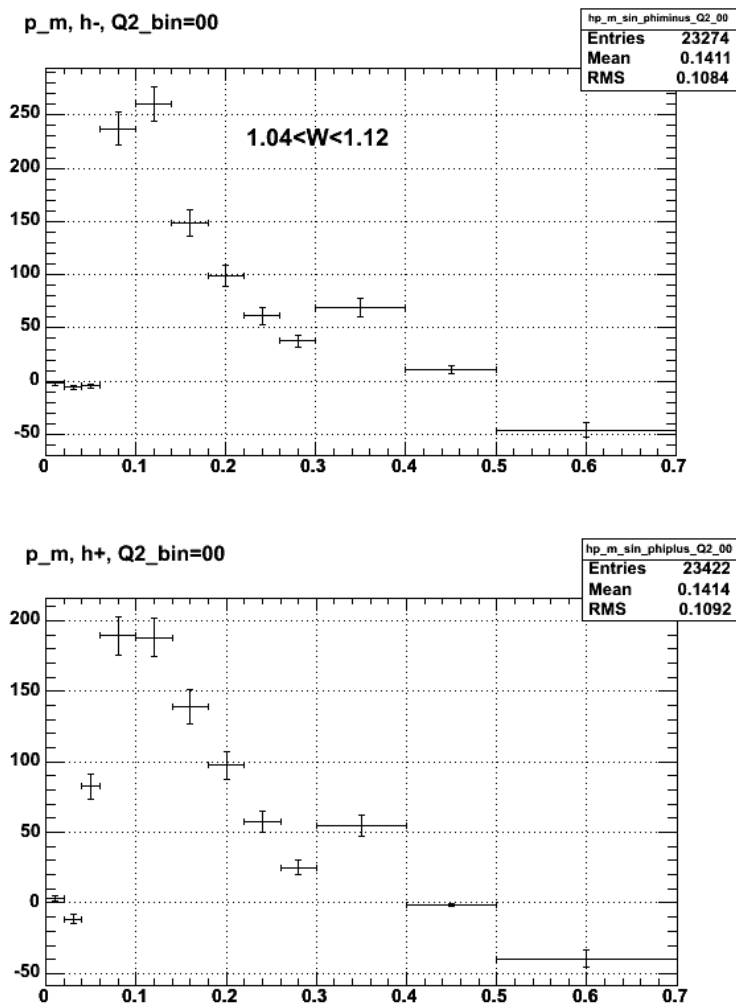 p_m, h-, Q2_bin=00
hp_m_sin_phiminus_Q2_00
Entries 23274
Mean 0.1411
RMS 0.1084
1.04<W<1.12
250
200
150
100
50
0
-50
0 0.1 0.2 0.3 0.4 0.5 0.6 0.7
p_m, h+, Q2_bin=00
hp_m_sin_phiplus_Q2_00
Entries 23422
Mean 0.1414
RMS 0.1092
200
150
100
50
0
-50
0 0.1 0.2 0.3 0.4 0.5 0.6 0.7